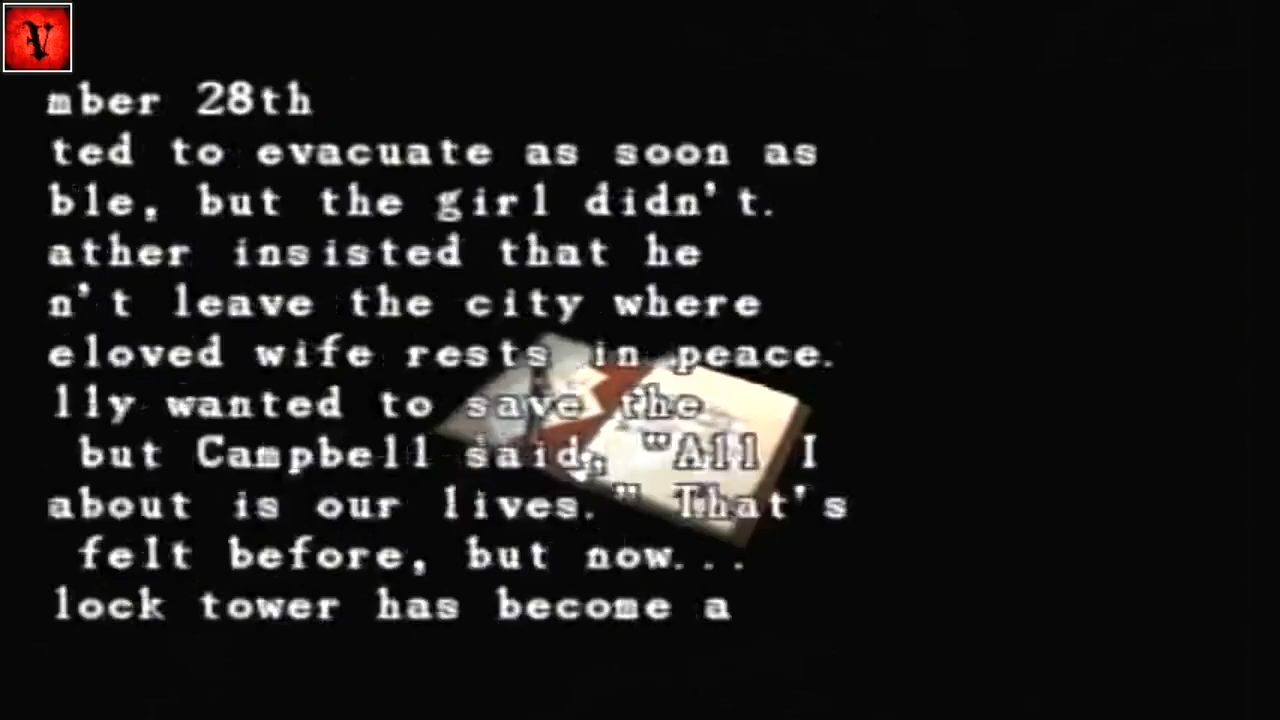 V
mber 28th
ted to evacuate as soon as
ble, but the girl didn't.
ather insisted that he
n't leave the city where
eloved wife rests in peace.
lly wanted to save the
but Campbell said, "All I
about is our lives." That's
felt before, but now...
lock tower has become a